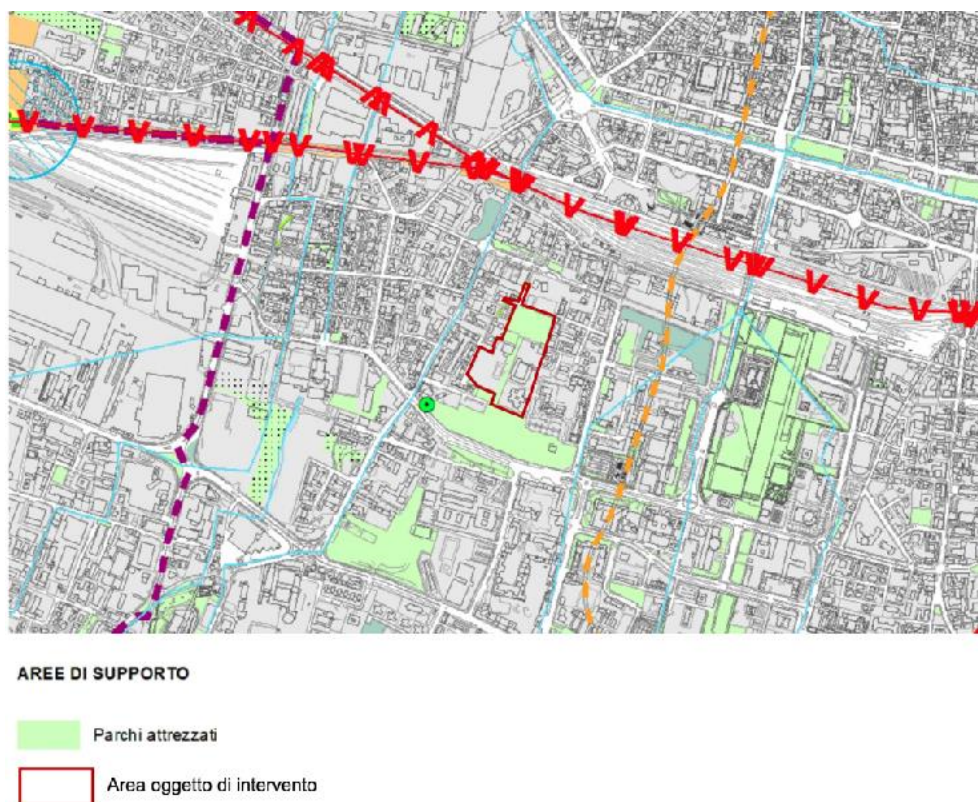 AREE DI SUPPORTO
Parchi attrezzati
Area oggetto di intervento